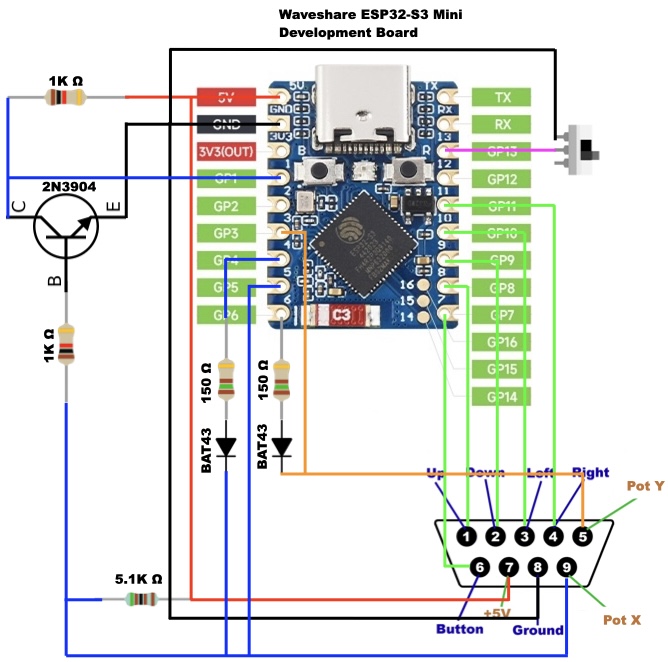 Waveshare ESP32-S3 Mini
Development Board
1K Ω
5V
5V
TX
TX
GND
GND
RX
RX
3V3
3V3(OUT)
B
R
13
GP13
GP1
12
GP12
2N3904
C
E
2
GP2
11
GP11
3
GP3
10
GP10
4
GP4
9
GP9
5
GP5
16
8
GP8
B
6
GP6
15
14
7
GP7
C3
GP16
GP15
GP14
1K Ω
150 Ω
150 Ω
BAT43
BAT43
Up
Down
Left
Right
Pot Y
1
2
3
4
5
6
7
8
9
5.1K Ω
+5V
Button
Ground
Pot X